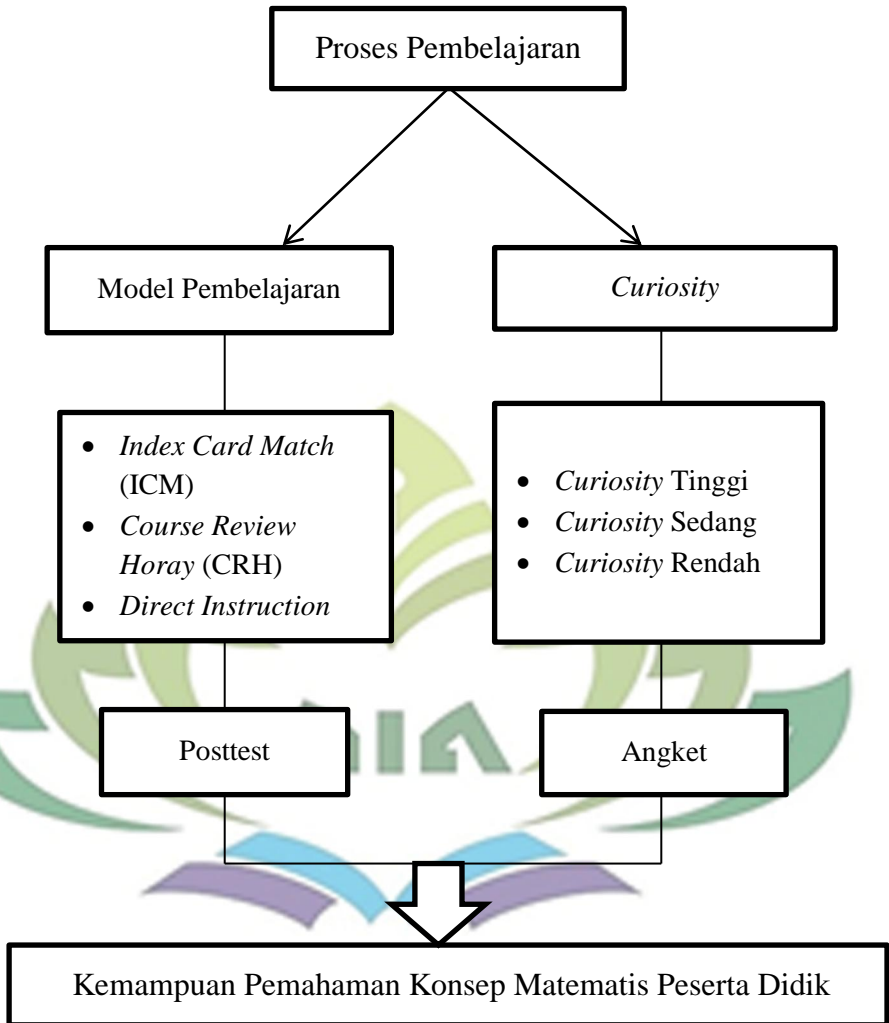 Proses Pembelajaran
Model Pembelajaran
Curiosity
• Index Card Match
(ICM)
• Course Review
Horay (CRH)
• Direct Instruction
• Curiosity Tinggi
• Curiosity Sedang
• Curiosity Rendah
Posttest
Angket
Kemampuan Pemahaman Konsep Matematis Peserta Didik